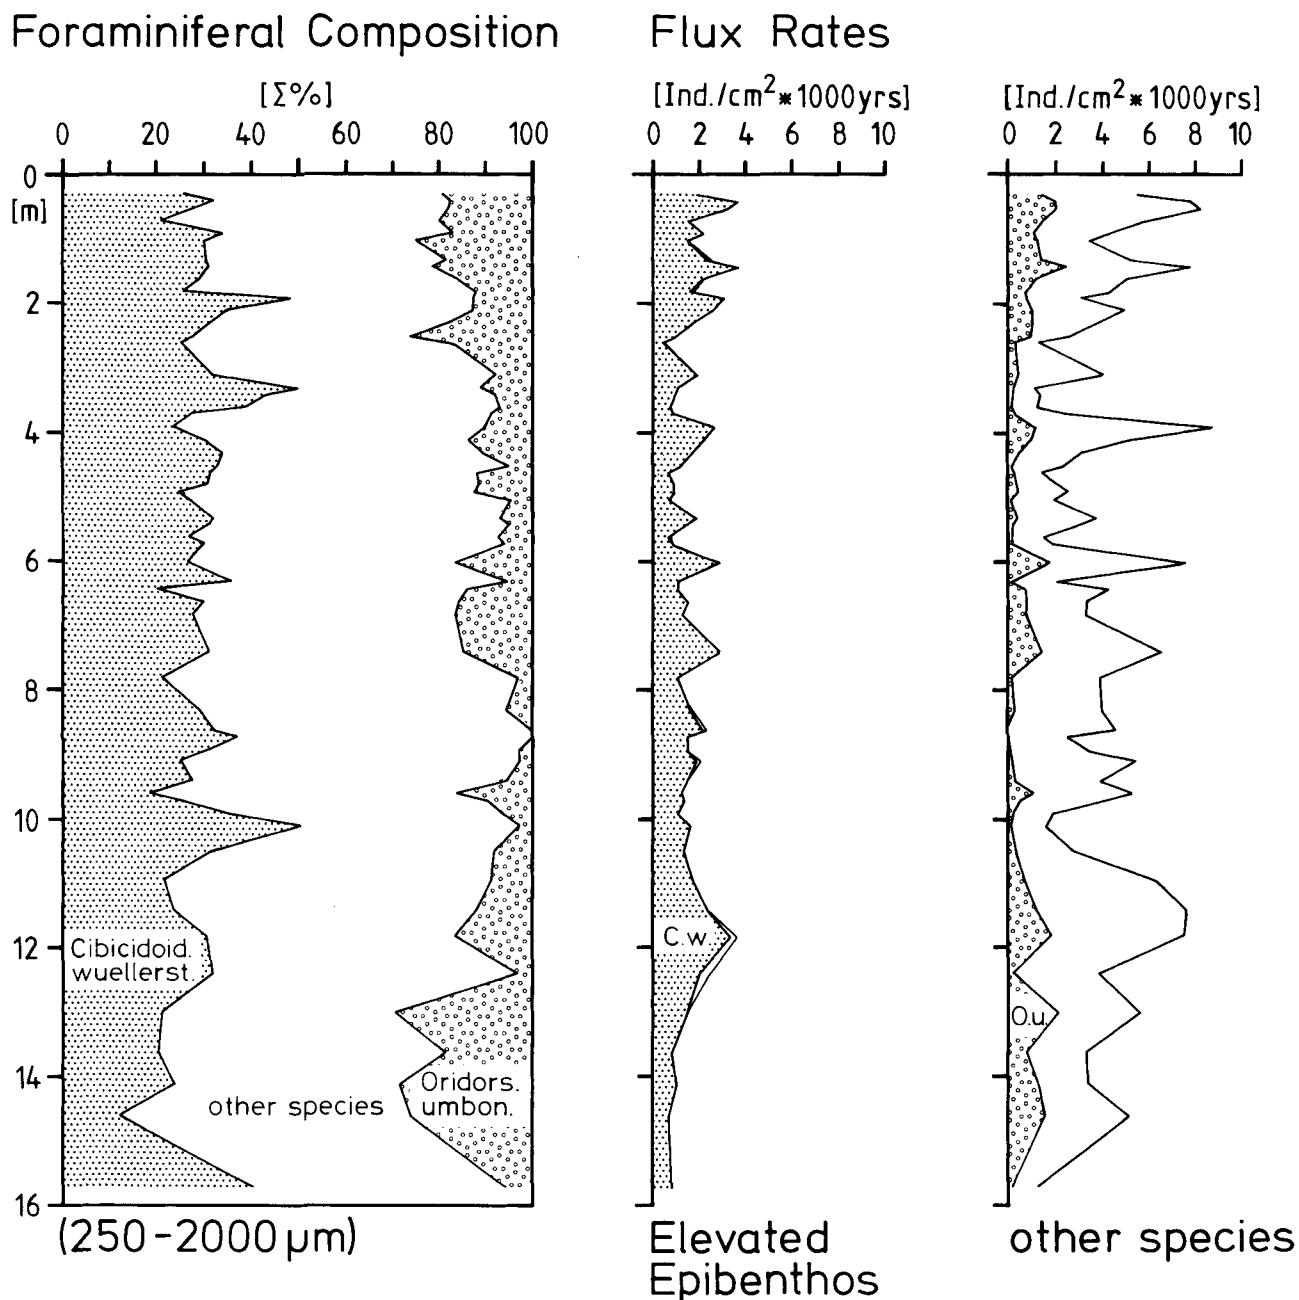 Foraminiferal Composition
Flux Rates
[Σ%]
[Ind./cm²*1000yrs]
[Ind./cm²*1000yrs]
0 20 40 60 80 100
0 2 4 6 8 10
0 2 4 6 8 10
0
[m]
2
4
6
8
10
12
14
16
Cibicidoid.
wuellerst.
other species
Oridors.
umbon.
C.w.
O.u.
(250-2000µm)
Elevated
Epibenthos
other species